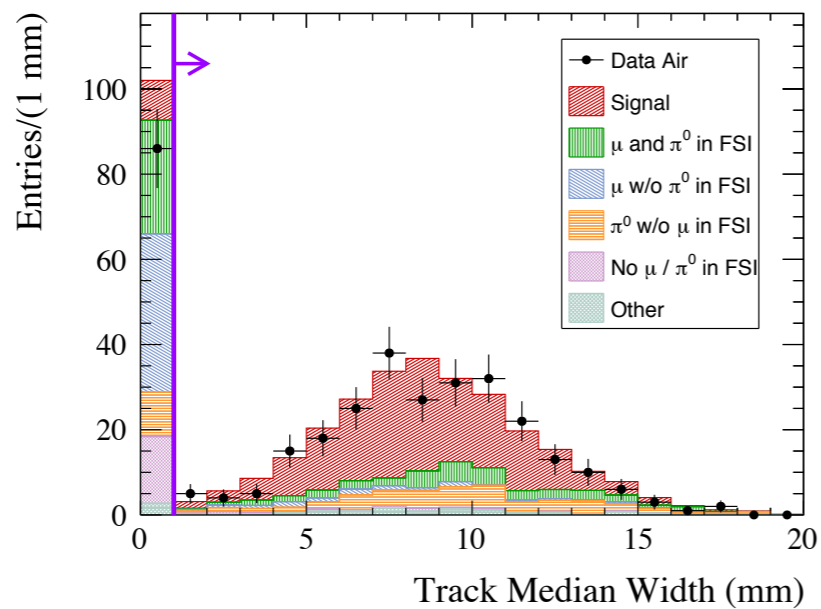 Entries/(1 mm)
100
80
60
40
20
0
Data Air
Signal
μ and π⁰ in FSI
μ w/o π⁰ in FSI
π⁰ w/o μ in FSI
No μ / π⁰ in FSI
Other
0 5 10 15 20
Track Median Width (mm)